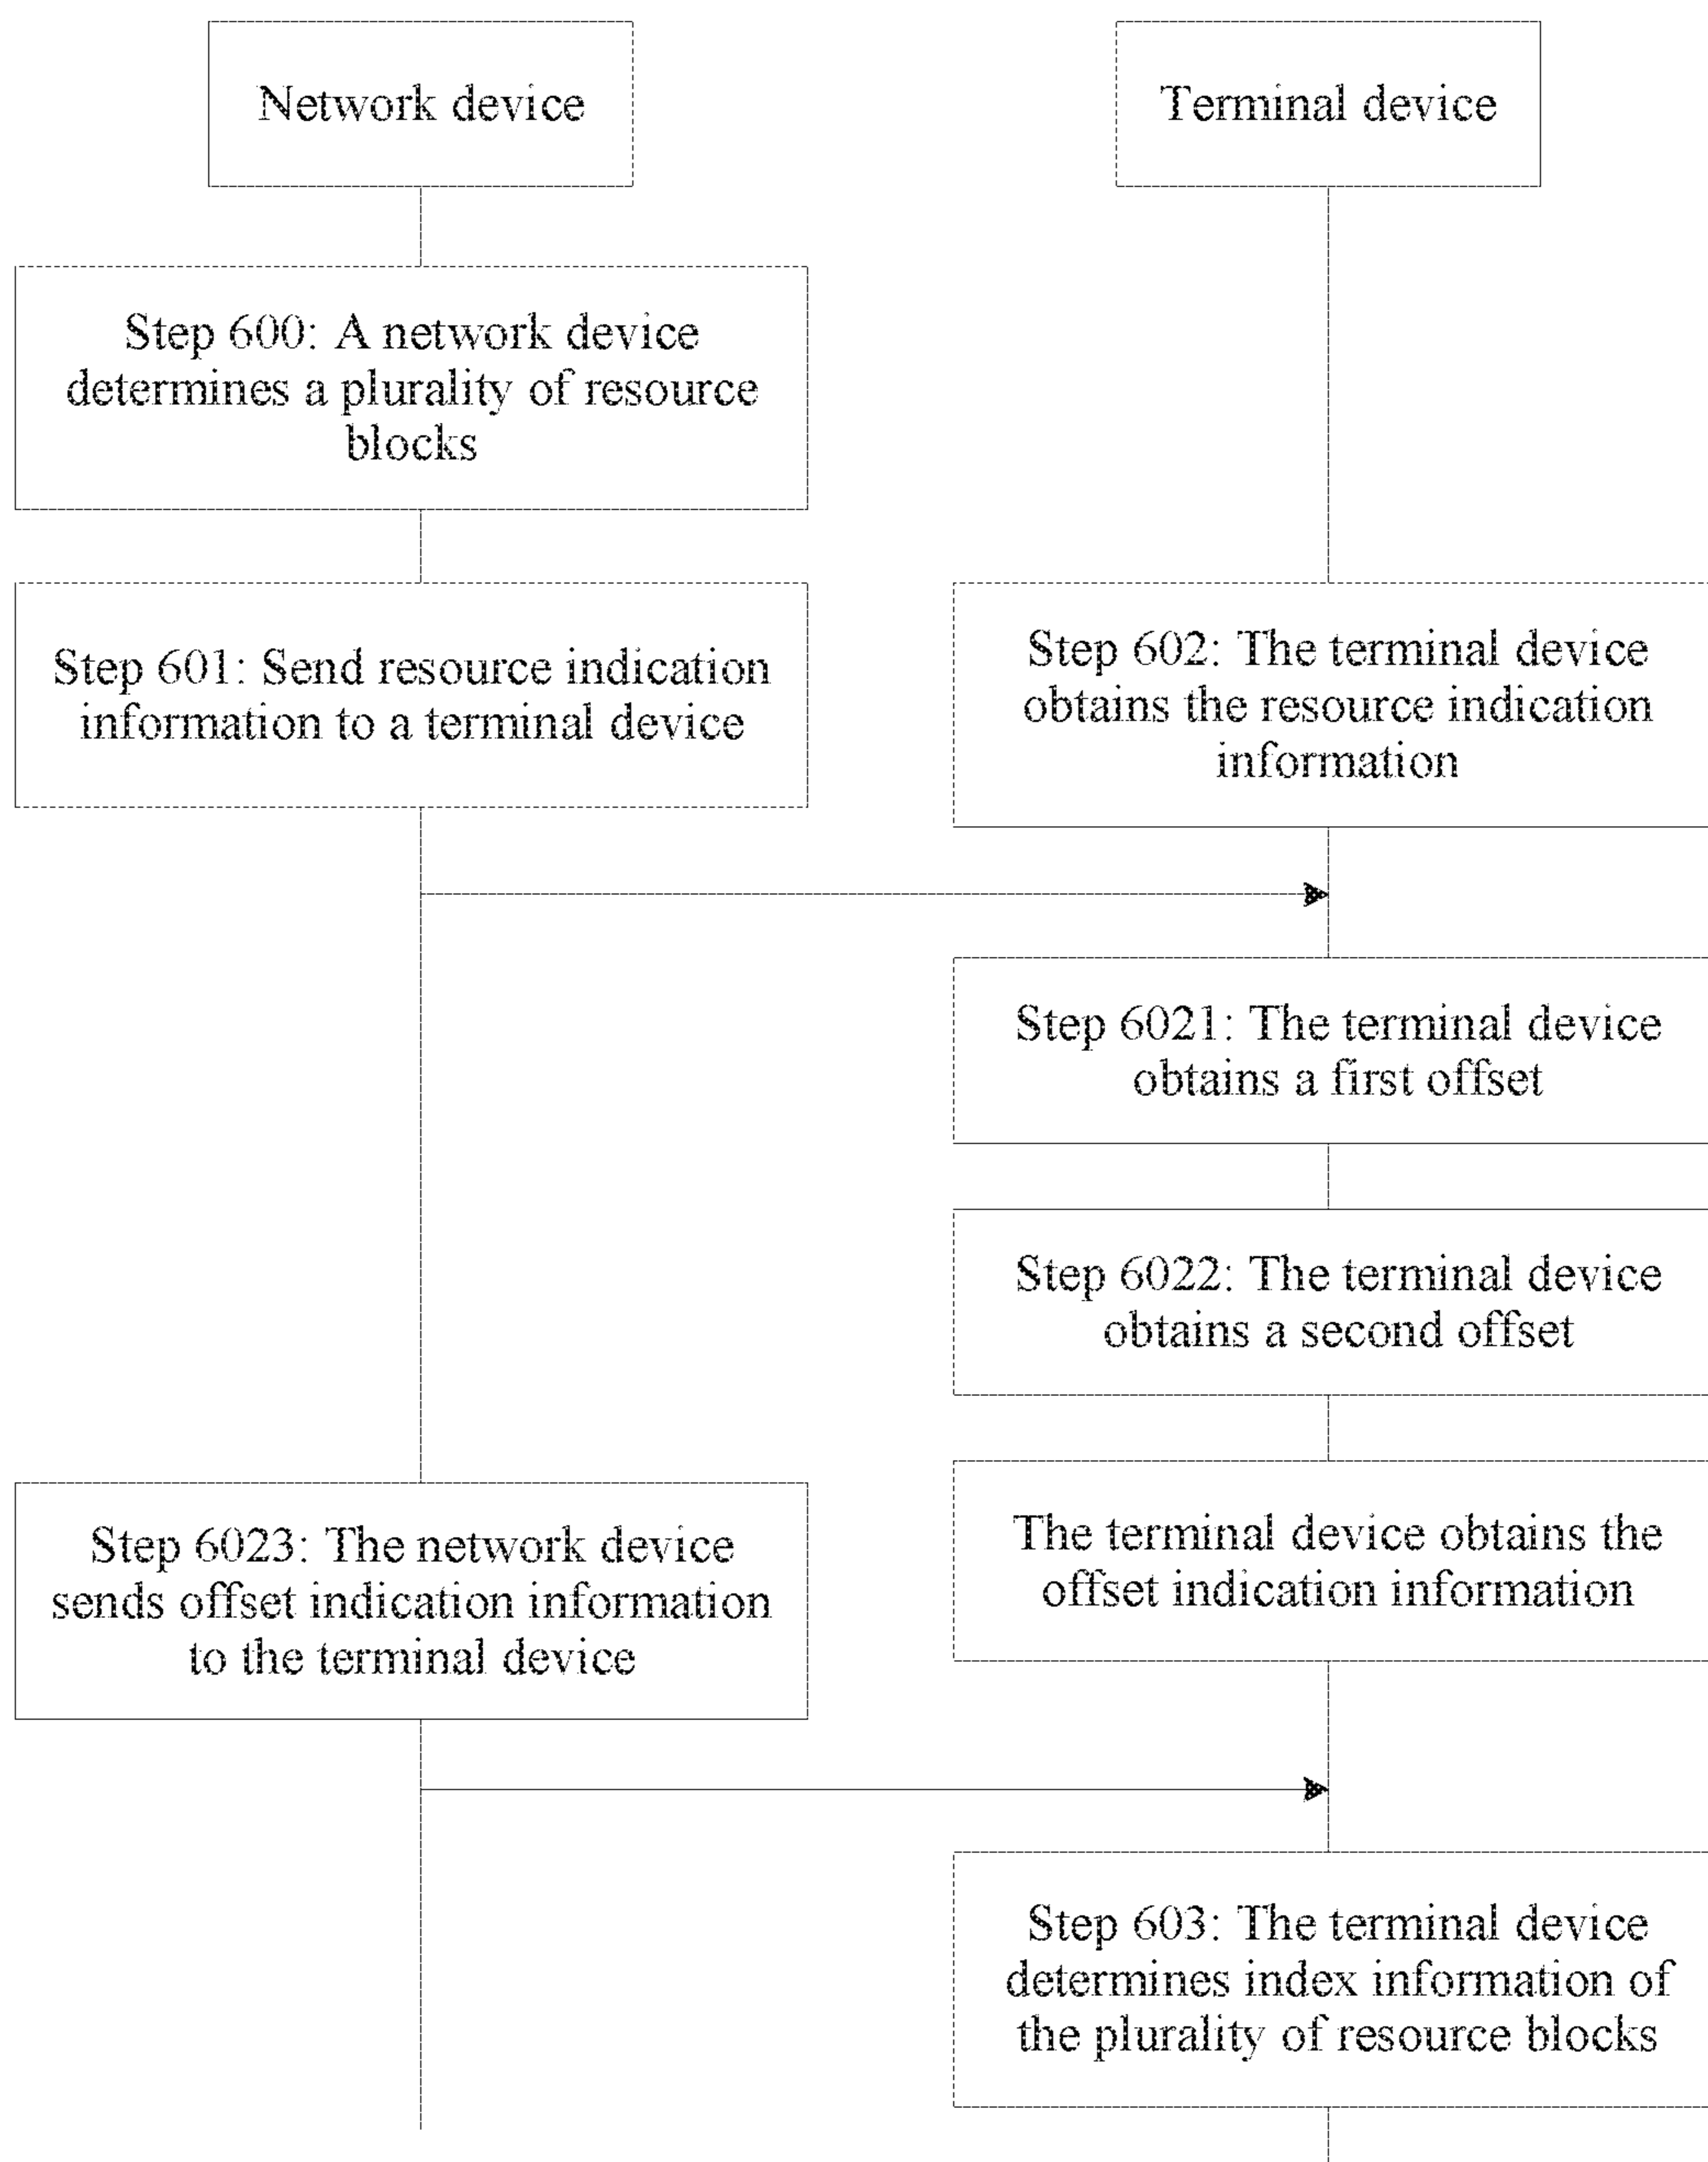 Network device
Terminal device
Step 600: A network device
determines a plurality of resource
blocks
Step 601: Send resource indication
information to a terminal device
Step 602: The terminal device
obtains the resource indication
information
Step 6021: The terminal device
obtains a first offset
Step 6022: The terminal device
obtains a second offset
Step 6023: The network device
sends offset indication information
to the terminal device
The terminal device obtains the
offset indication information
Step 603: The terminal device
determines index information of
the plurality of resource blocks